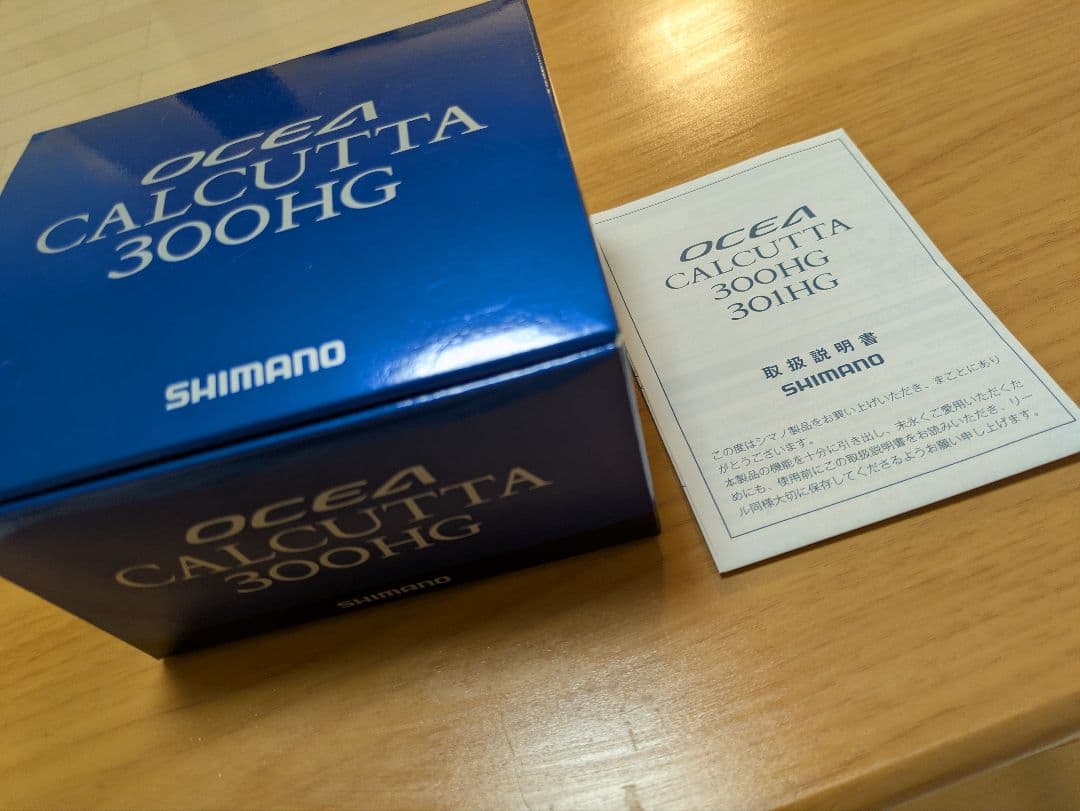 OCEA
CALCUTTA
300HG
SHIMANO
OCEA
CALCUTTA
300HG
SHIMANO
OCEA
CALCUTTA
300HG
301HG
取扱説明書
SHIMANO
この度はシマノ製品をお買い上げいただき、まことにあり
がとうございます。
本製品の機能を十分に引き出し、末永くご愛用いただくた
めにも、使用前にこの取扱説明書をお読みいただき、リー
ル同様大切に保存してくださるようお願い申し上げます。